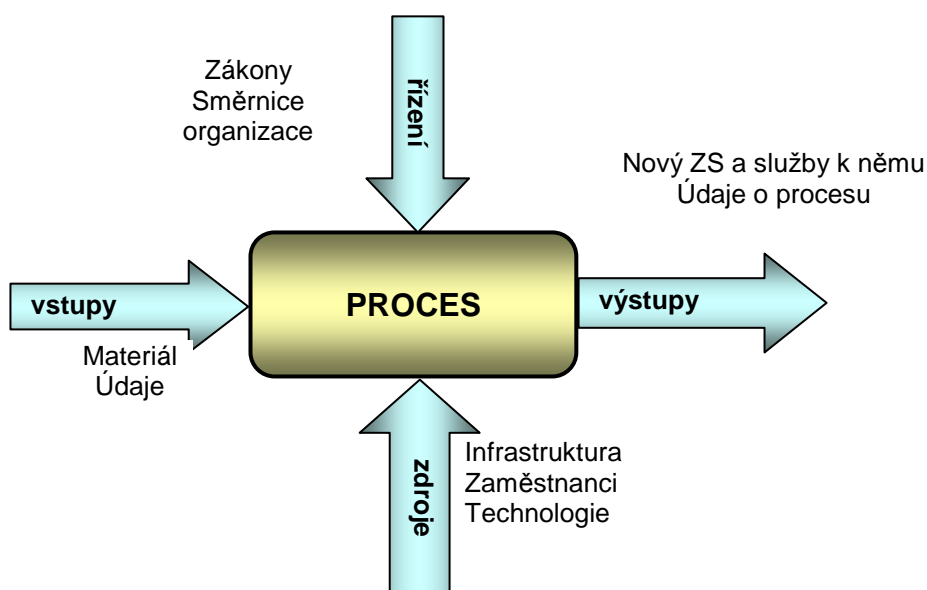 Zákony
Směrnice
organizace
řízení
Nový ZS a služby k němu
Údaje o procesu
vstupy
PROCES
výstupy
Materiál
Údaje
zdroje
Infrastruktura
Zaměstnanci
Technologie